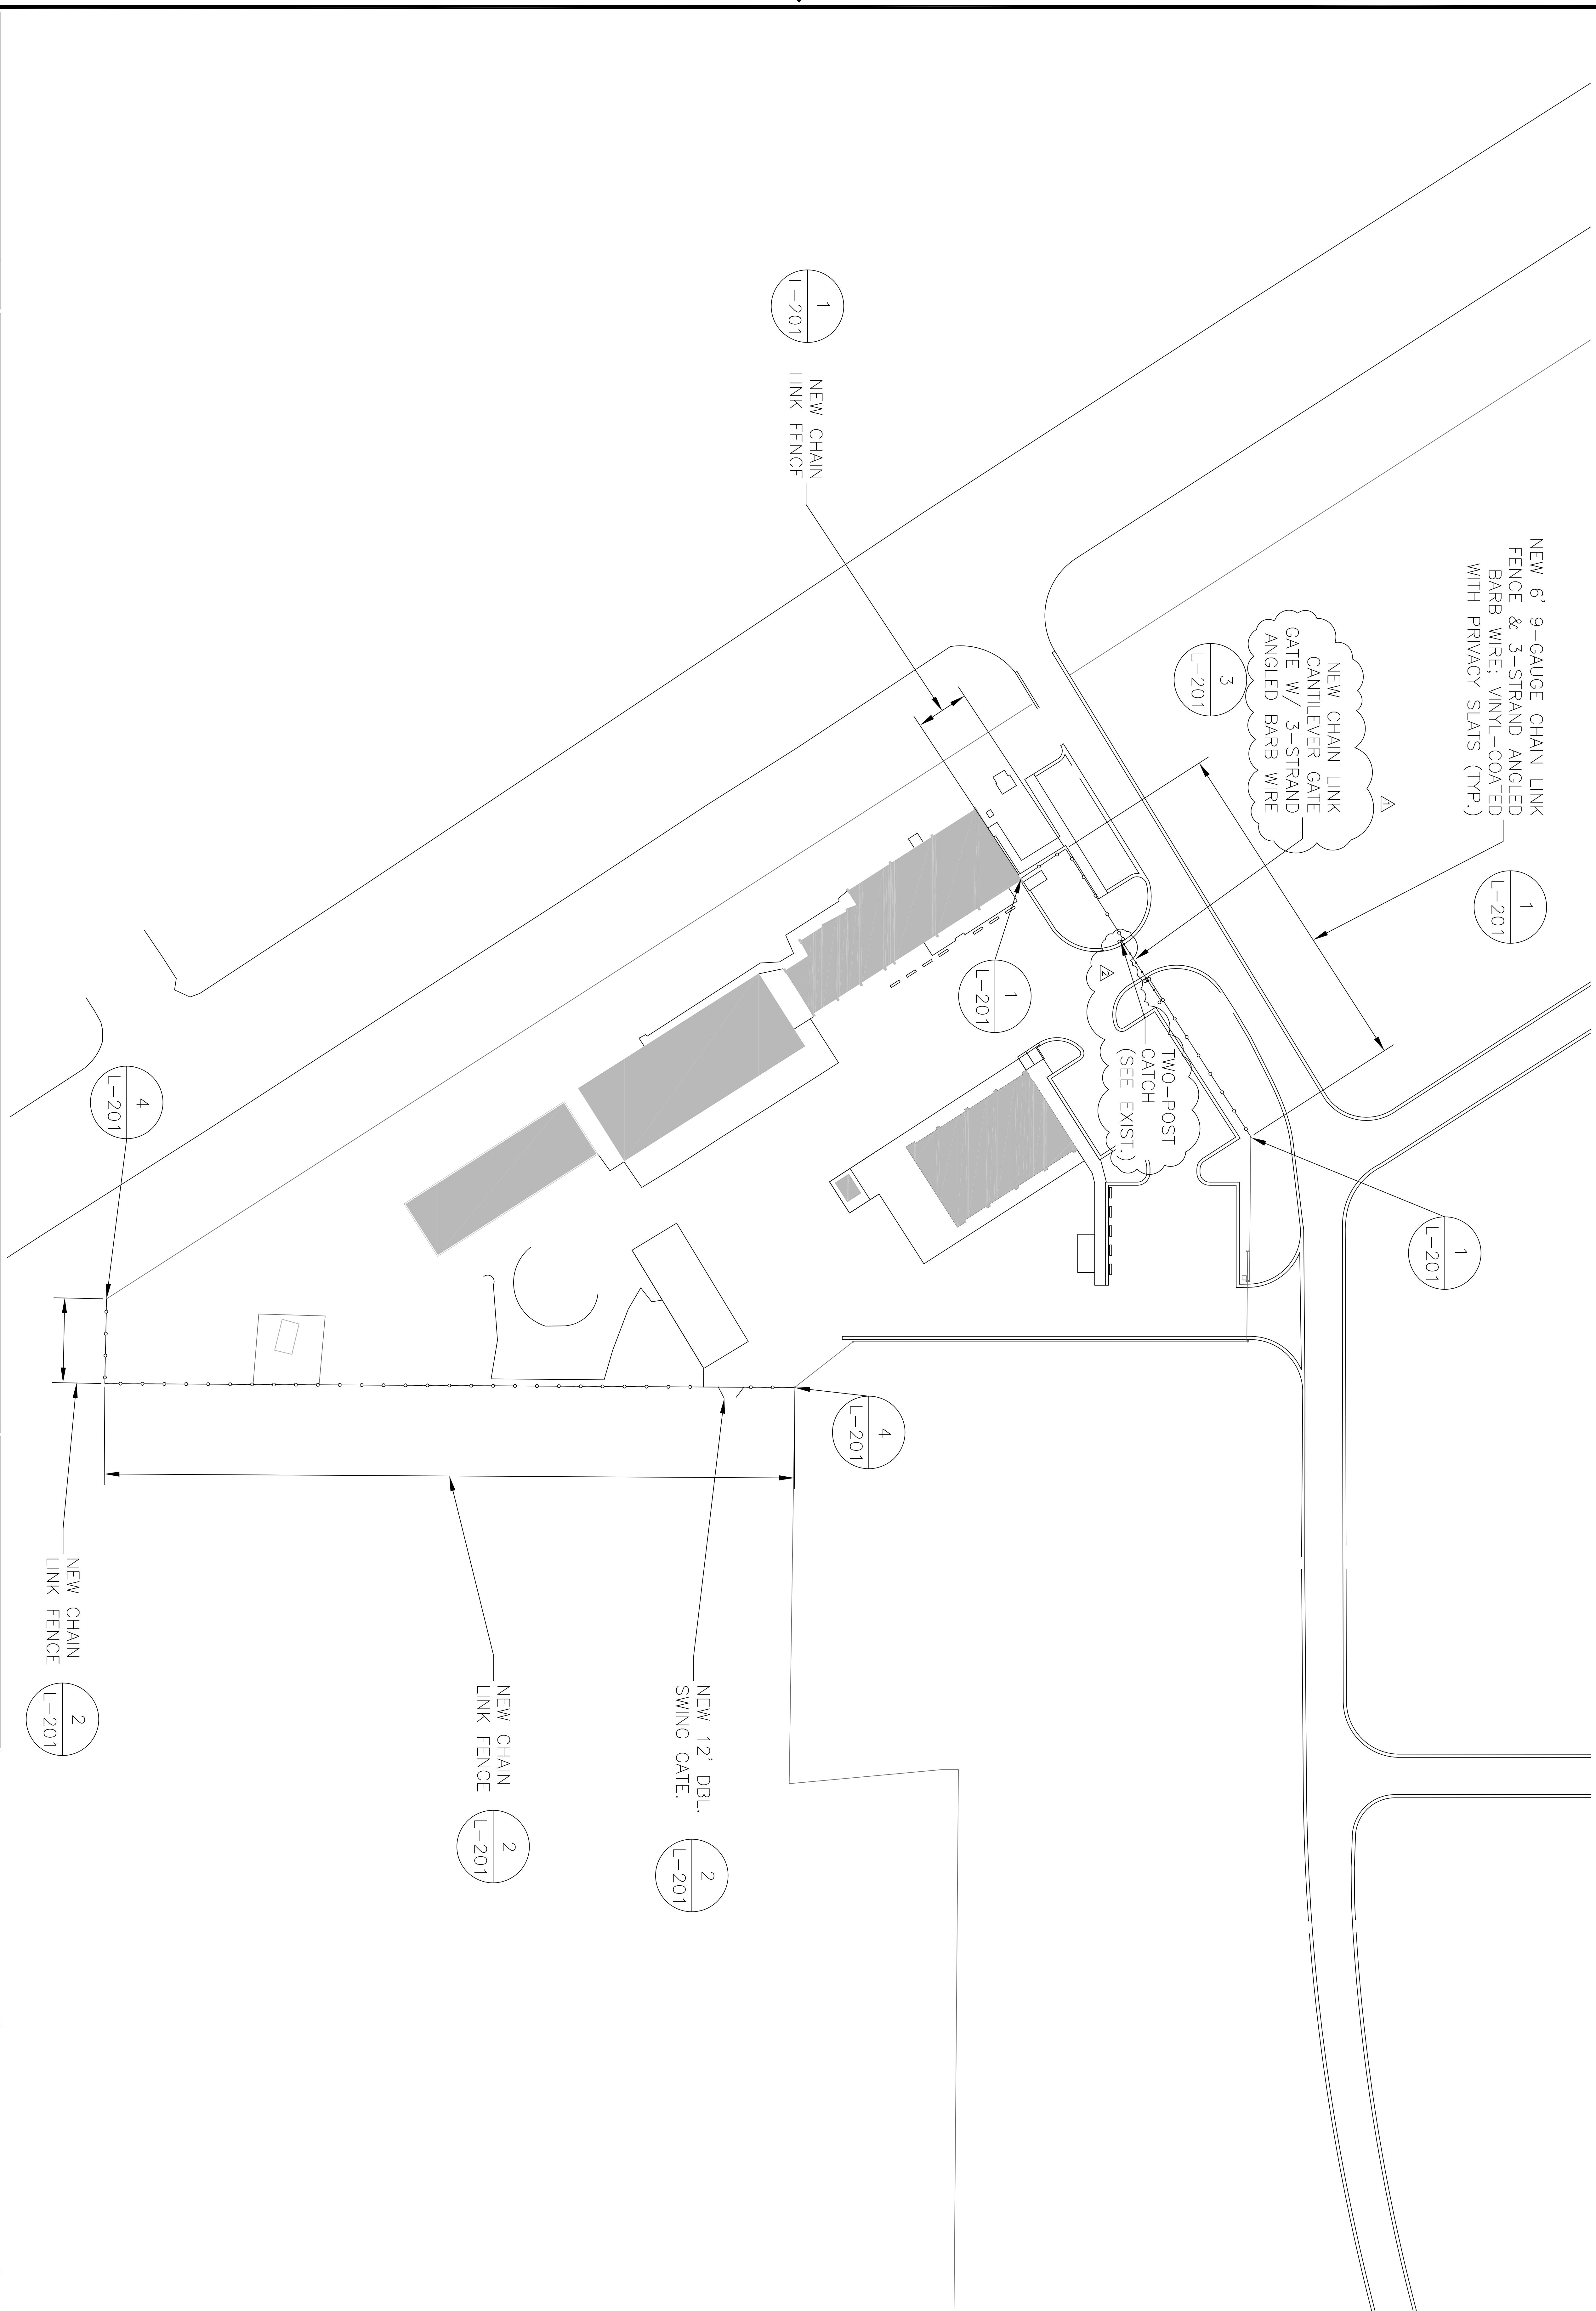 NEW 6' 9-GAUGE CHAIN LINK
FENCE & 3-STRAND ANGLED
BARB WIRE; VINYL-COATED
WITH PRIVACY SLATS (TYP.)
1
L-201
1
NEW CHAIN LINK
CANTILEVER GATE
GATE W/ 3-STRAND
ANGLED BARB WIRE
3
L-201
1
L-201
2
TWO-POST
CATCH
(SEE EXIST.)
1
L-201
1
L-201
NEW CHAIN
LINK FENCE
4
L-201
NEW 12' DBL.
SWING GATE.
2
L-201
NEW CHAIN
LINK FENCE
2
L-201
4
L-201
NEW CHAIN
LINK FENCE
2
L-201